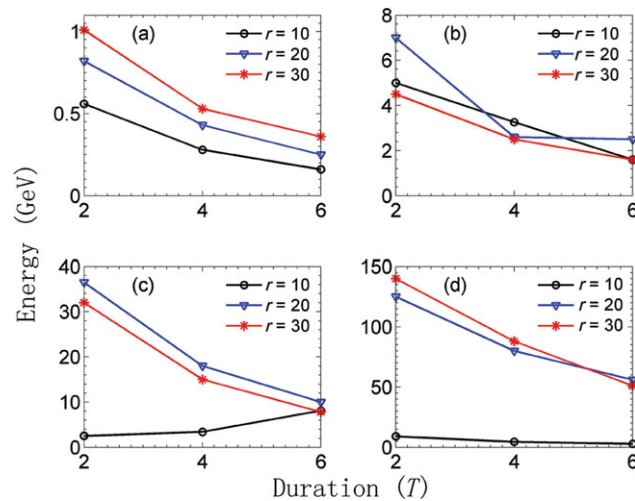 (a)
r = 10
r = 20
r = 30
1
0.5
0
2
4
6
(b)
r = 10
r = 20
r = 30
8
6
4
2
0
2
4
6
Energy (GeV)
(c)
r = 10
r = 20
r = 30
40
30
20
10
0
2
4
6
(d)
r = 10
r = 20
r = 30
150
100
50
0
2
4
6
Duration (T)